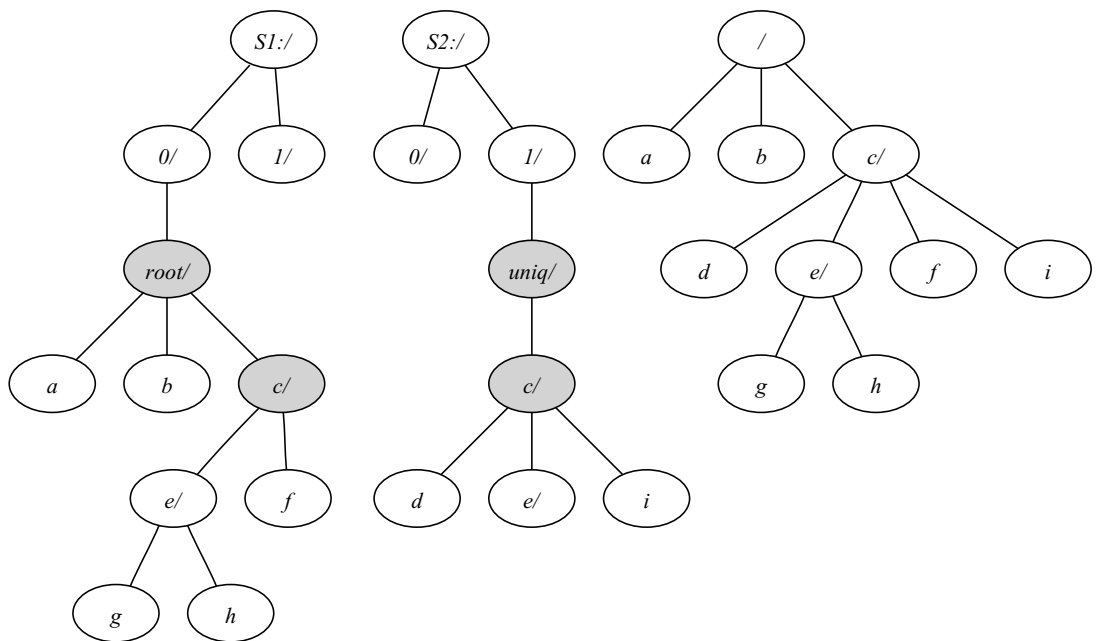 S1:/
S2:/
/
0/
1/
0/
1/
a
b
c/
root/
uniq/
d
e/
f
i
a
b
c/
c/
g
h
e/
f
d
e/
i
g
h